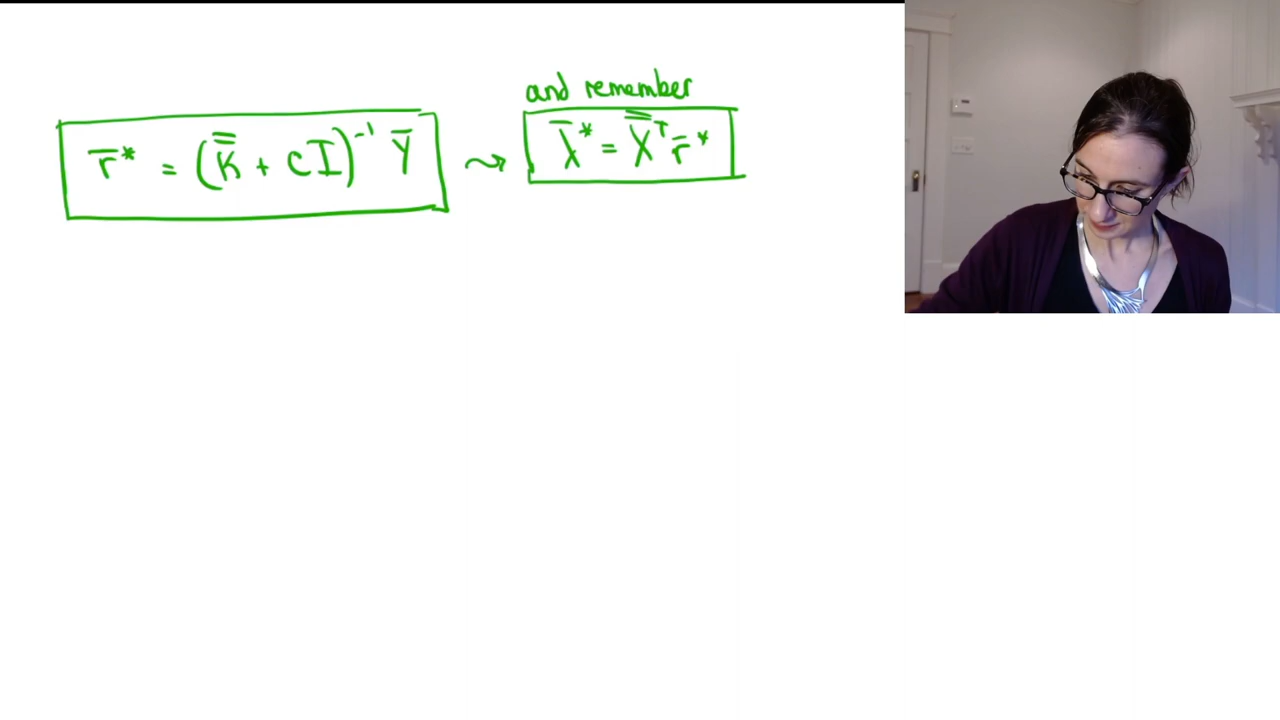 and remember
r̄* = (K̿ + cI)⁻¹ Ȳ ⤳ λ̄* = X̿ᵀ r̄*